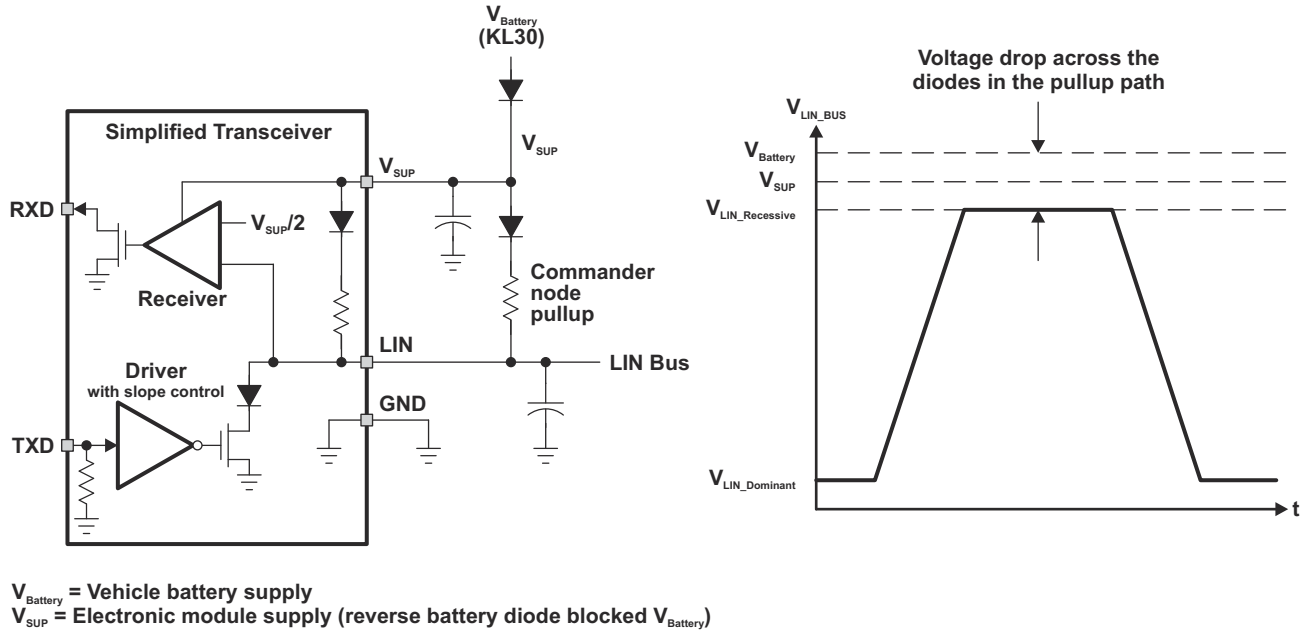 V_Battery
(KL30)
Simplified Transceiver
V_SUP
V_SUP
RXD
V_SUP/2
Receiver
Commander
node
pullup
LIN
LIN Bus
Driver
with slope control
GND
TXD
Voltage drop across the
diodes in the pullup path
V_LIN_BUS
V_Battery
V_SUP
V_LIN_Recessive
V_LIN_Dominant
t
V_Battery = Vehicle battery supply
V_SUP = Electronic module supply (reverse battery diode blocked V_Battery)